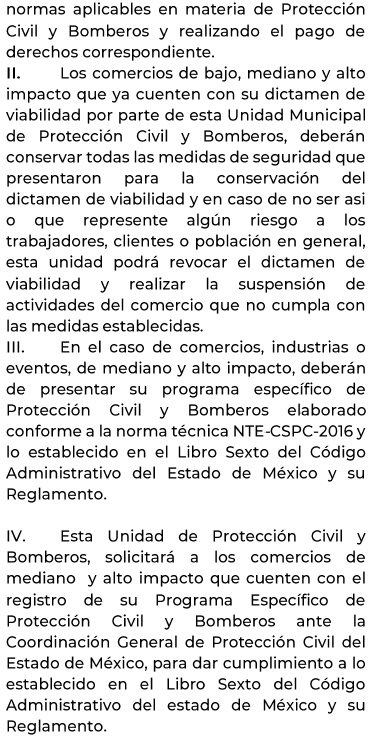 normas aplicables en materia de Protección
Civil y Bomberos y realizando el pago de
derechos correspondiente.
II. Los comercios de bajo, mediano y alto
impacto que ya cuenten con su dictamen de
viabilidad por parte de esta Unidad Municipal
de Protección Civil y Bomberos, deberán
conservar todas las medidas de seguridad que
presentaron para la conservación del
dictamen de viabilidad y en caso de no ser asi
o que represente algún riesgo a los
trabajadores, clientes o población en general,
esta unidad podrá revocar el dictamen de
viabilidad y realizar la suspensión de
actividades del comercio que no cumpla con
las medidas establecidas.
III. En el caso de comercios, industrias o
eventos, de mediano y alto impacto, deberán
de presentar su programa específico de
Protección Civil y Bomberos elaborado
conforme a la norma técnica NTE-CSPC-2016 y
lo establecido en el Libro Sexto del Código
Administrativo del Estado de México y su
Reglamento.
IV. Esta Unidad de Protección Civil y
Bomberos, solicitará a los comercios de
mediano y alto impacto que cuenten con el
registro de su Programa Específico de
Protección Civil y Bomberos ante la
Coordinación General de Protección Civil del
Estado de México, para dar cumplimiento a lo
establecido en el Libro Sexto del Código
Administrativo del estado de México y su
Reglamento.